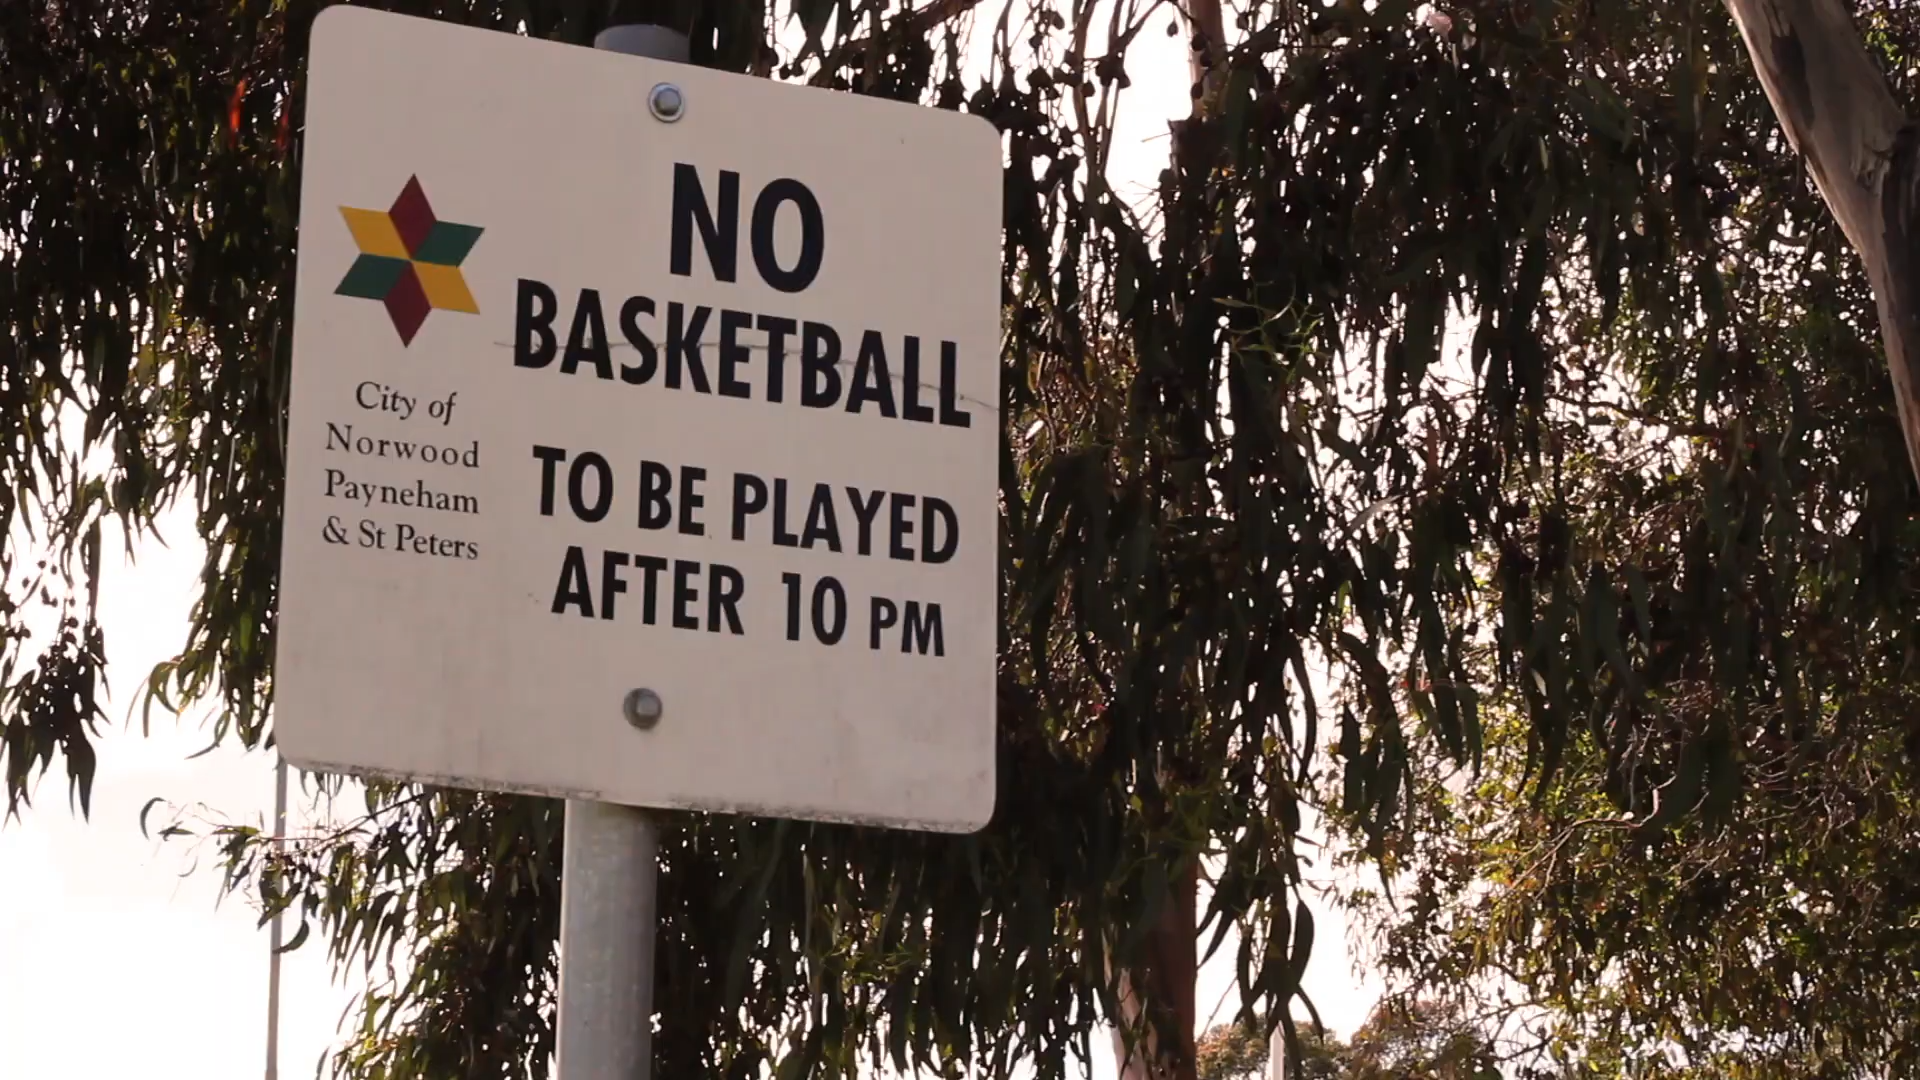 NO
BASKETBALL
TO BE PLAYED
AFTER 10 PM
City of
Norwood
Payneham
& St Peters